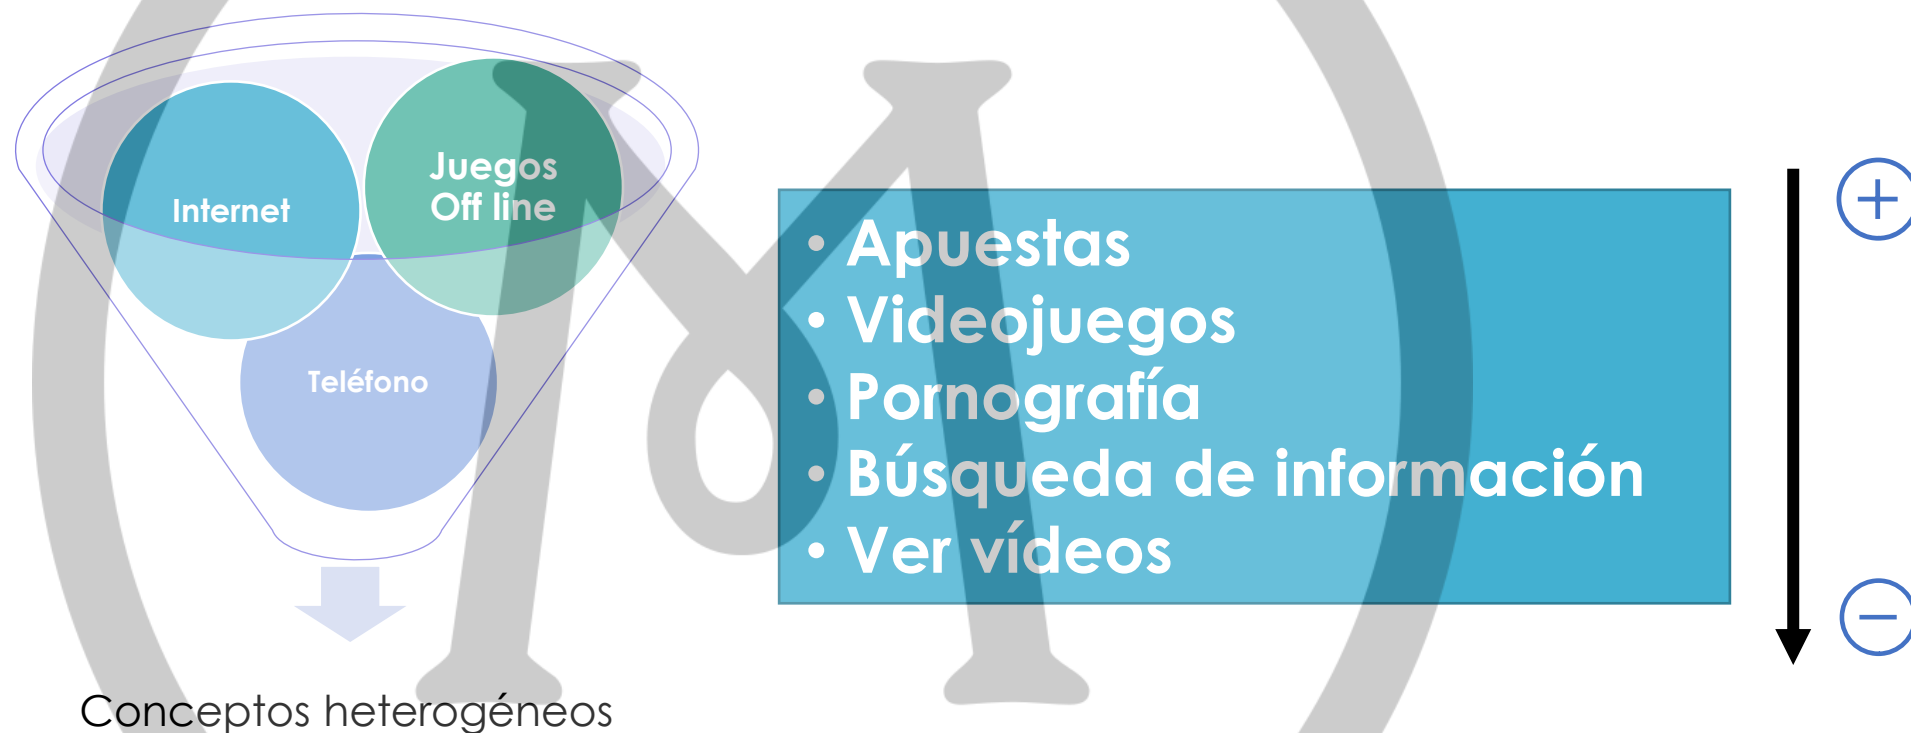 Internet
Juegos
Off line
Teléfono
Conceptos heterogéneos
• Apuestas
• Videojuegos
• Pornografía
• Búsqueda de información
• Ver vídeos
+
−